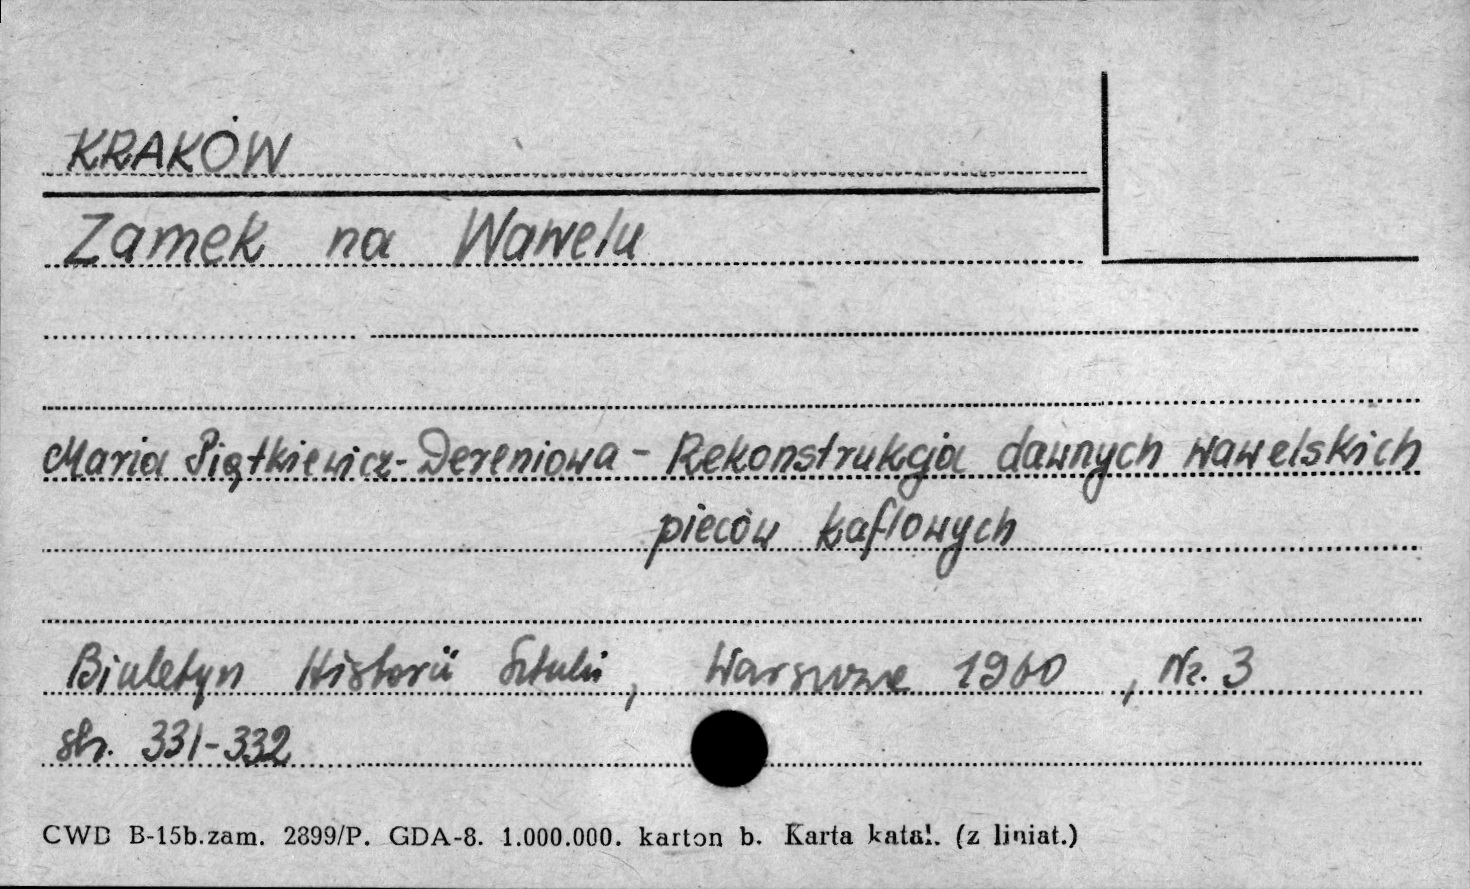 KRAKÓW
Zamek na Wawelu
Maria Piątkiewicz-Dereniowa - Rekonstrukcja dawnych wawelskich
pieców kaflowych
Biuletyn Historii Sztuki, Warszawa 1960, Nr. 3
str. 331-332
CWD B-15b.zam. 2899/P. GDA-8. 1.000.000. karton b. Karta katal. (z liniat.)